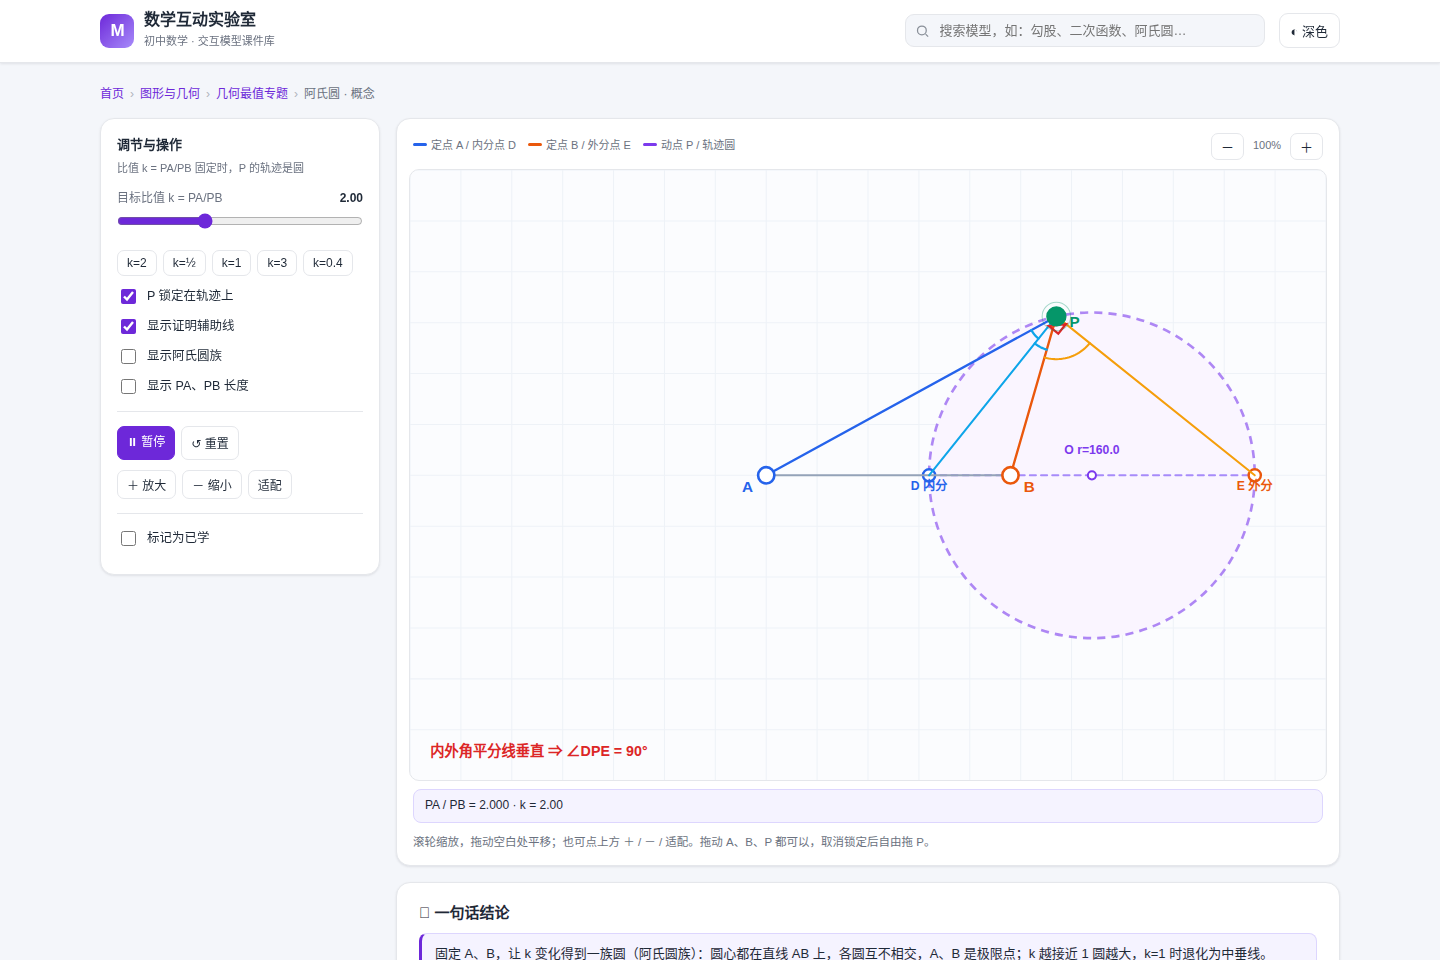 M
数学互动实验室
初中数学 · 交互模型课件库
搜索模型，如：勾股、二次函数、阿氏圆…
深色
首页 › 图形与几何 › 几何最值专题 › 阿氏圆 · 概念
调节与操作
比值 k = PA/PB 固定时，P 的轨迹是圆
目标比值 k = PA/PB 2.00
k=2 k=½ k=1 k=3 k=0.4
P 锁定在轨迹上
显示证明辅助线
显示阿氏圆族
显示 PA、PB 长度
⏸ 暂停 ↺ 重置
＋ 放大 － 缩小 适配
标记为已学
定点 A / 内分点 D 定点 B / 外分点 E 动点 P / 轨迹圆
－ 100% ＋
P
O r=160.0
A
D 内分
B
E 外分
内外角平分线垂直 ⇒ ∠DPE = 90°
PA / PB = 2.000 · k = 2.00
滚轮缩放，拖动空白处平移；也可点上方 ＋ / － / 适配。拖动 A、B、P 都可以，取消锁定后自由拖 P。
一句话结论
固定 A、B，让 k 变化得到一族圆（阿氏圆族）：圆心都在直线 AB 上，各圆互不相交，A、B 是极限点；k 越接近 1 圆越大，k=1 时退化为中垂线。